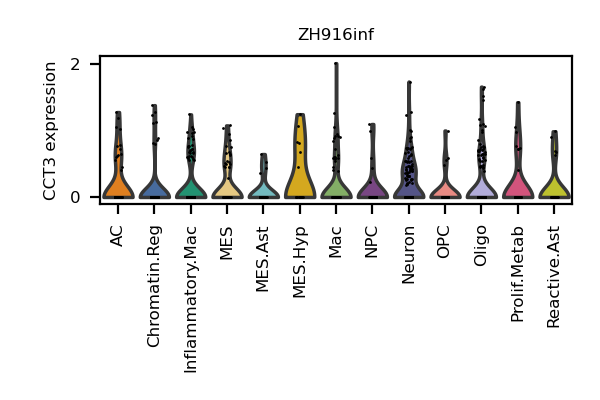 ZH916inf
CCT3 expression
2
0
AC
Chromatin.Reg
Inflammatory.Mac
MES
MES.Ast
MES.Hyp
Mac
NPC
Neuron
OPC
Oligo
Prolif.Metab
Reactive.Ast